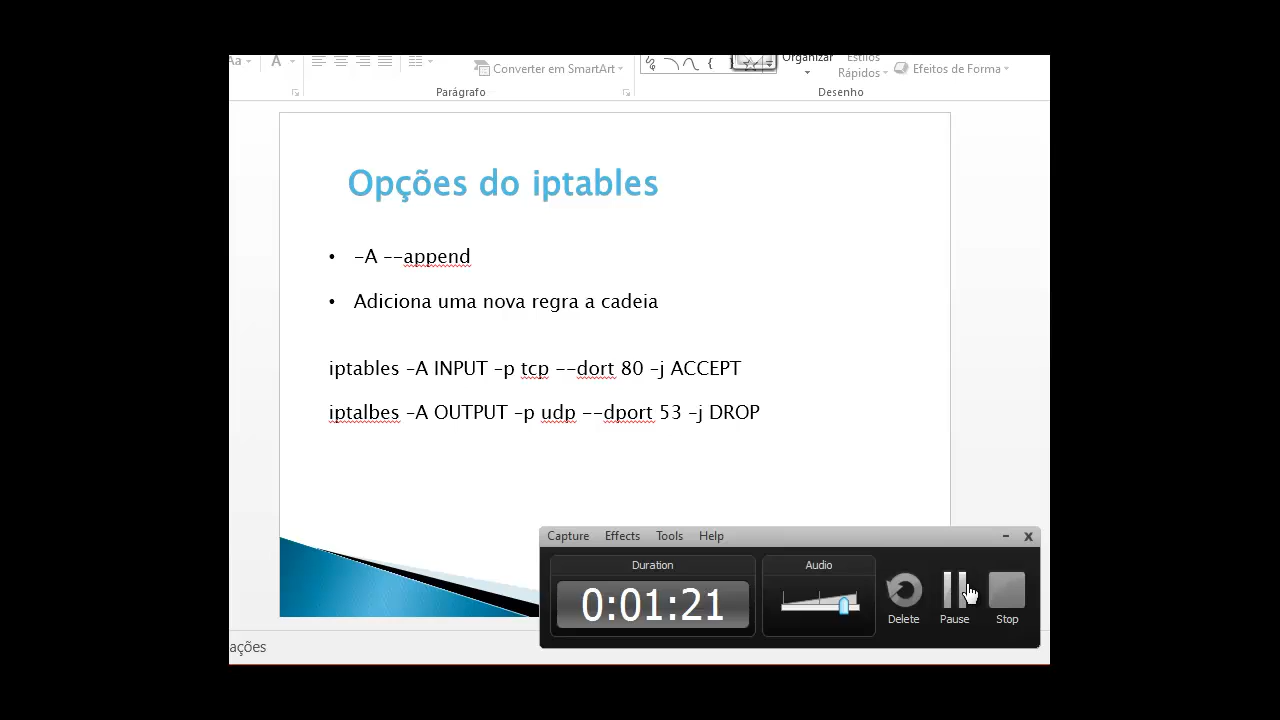 Aa A Converter em SmartArt Organizar Estilos
Rápidos Efeitos de Forma
Parágrafo Desenho
Opções do iptables
• -A --append
• Adiciona uma nova regra a cadeia
iptables -A INPUT -p tcp --dort 80 -j ACCEPT
iptalbes -A OUTPUT -p udp --dport 53 -j DROP
Capture Effects Tools Help
Duration Audio
0:01:21
Delete Pause Stop
ações